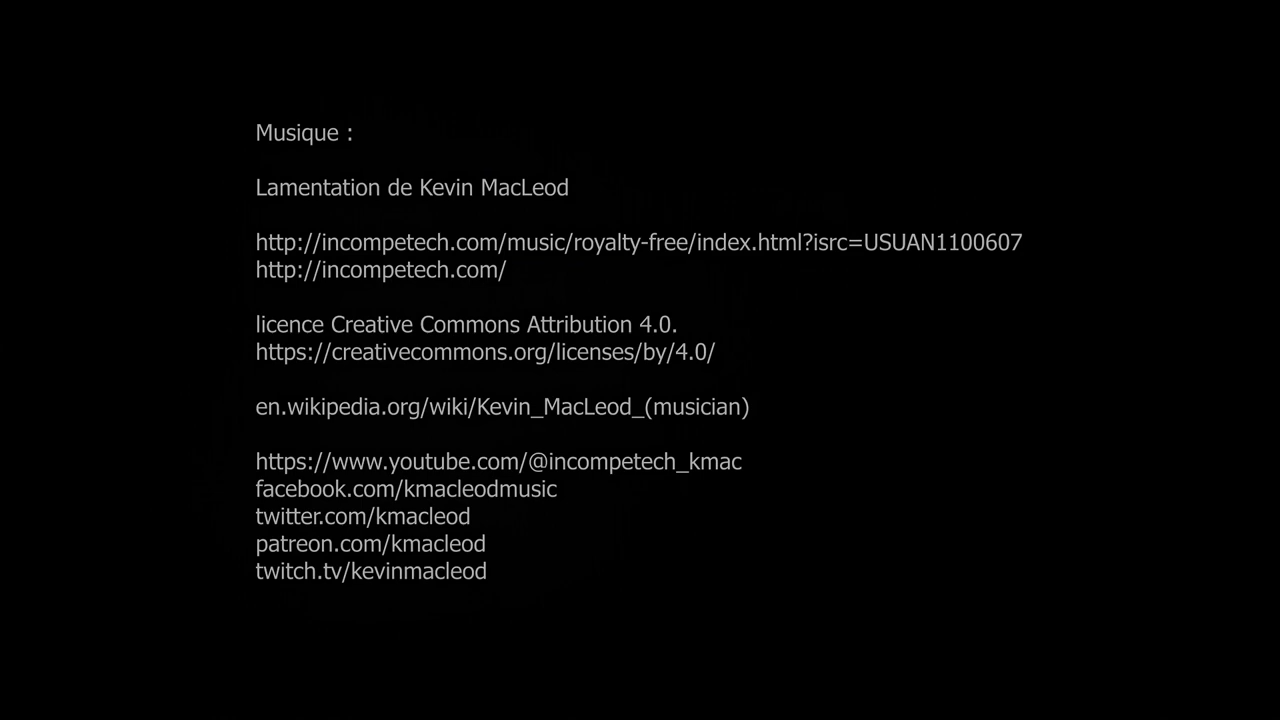 Musique :
Lamentation de Kevin MacLeod
http://incompetech.com/music/royalty-free/index.html?isrc=USUAN1100607
http://incompetech.com/
licence Creative Commons Attribution 4.0.
https://creativecommons.org/licenses/by/4.0/
en.wikipedia.org/wiki/Kevin_MacLeod_(musician)
https://www.youtube.com/@incompetech_kmac
facebook.com/kmacleodmusic
twitter.com/kmacleod
patreon.com/kmacleod
twitch.tv/kevinmacleod